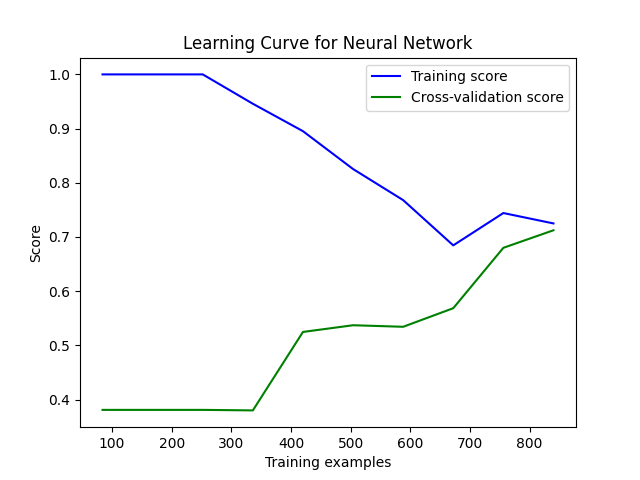 Learning Curve for Neural Network
Training score
Cross-validation score
Score
1.0
0.9
0.8
0.7
0.6
0.5
0.4
100 200 300 400 500 600 700 800
Training examples